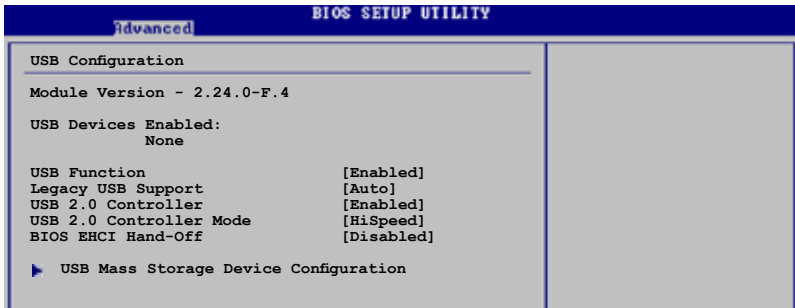 BIOS SETUP UTILITY
Advanced
USB Configuration
Module Version - 2.24.0-F.4
USB Devices Enabled:
None
USB Function [Enabled]
Legacy USB Support [Auto]
USB 2.0 Controller [Enabled]
USB 2.0 Controller Mode [HiSpeed]
BIOS EHCI Hand-Off [Disabled]
USB Mass Storage Device Configuration